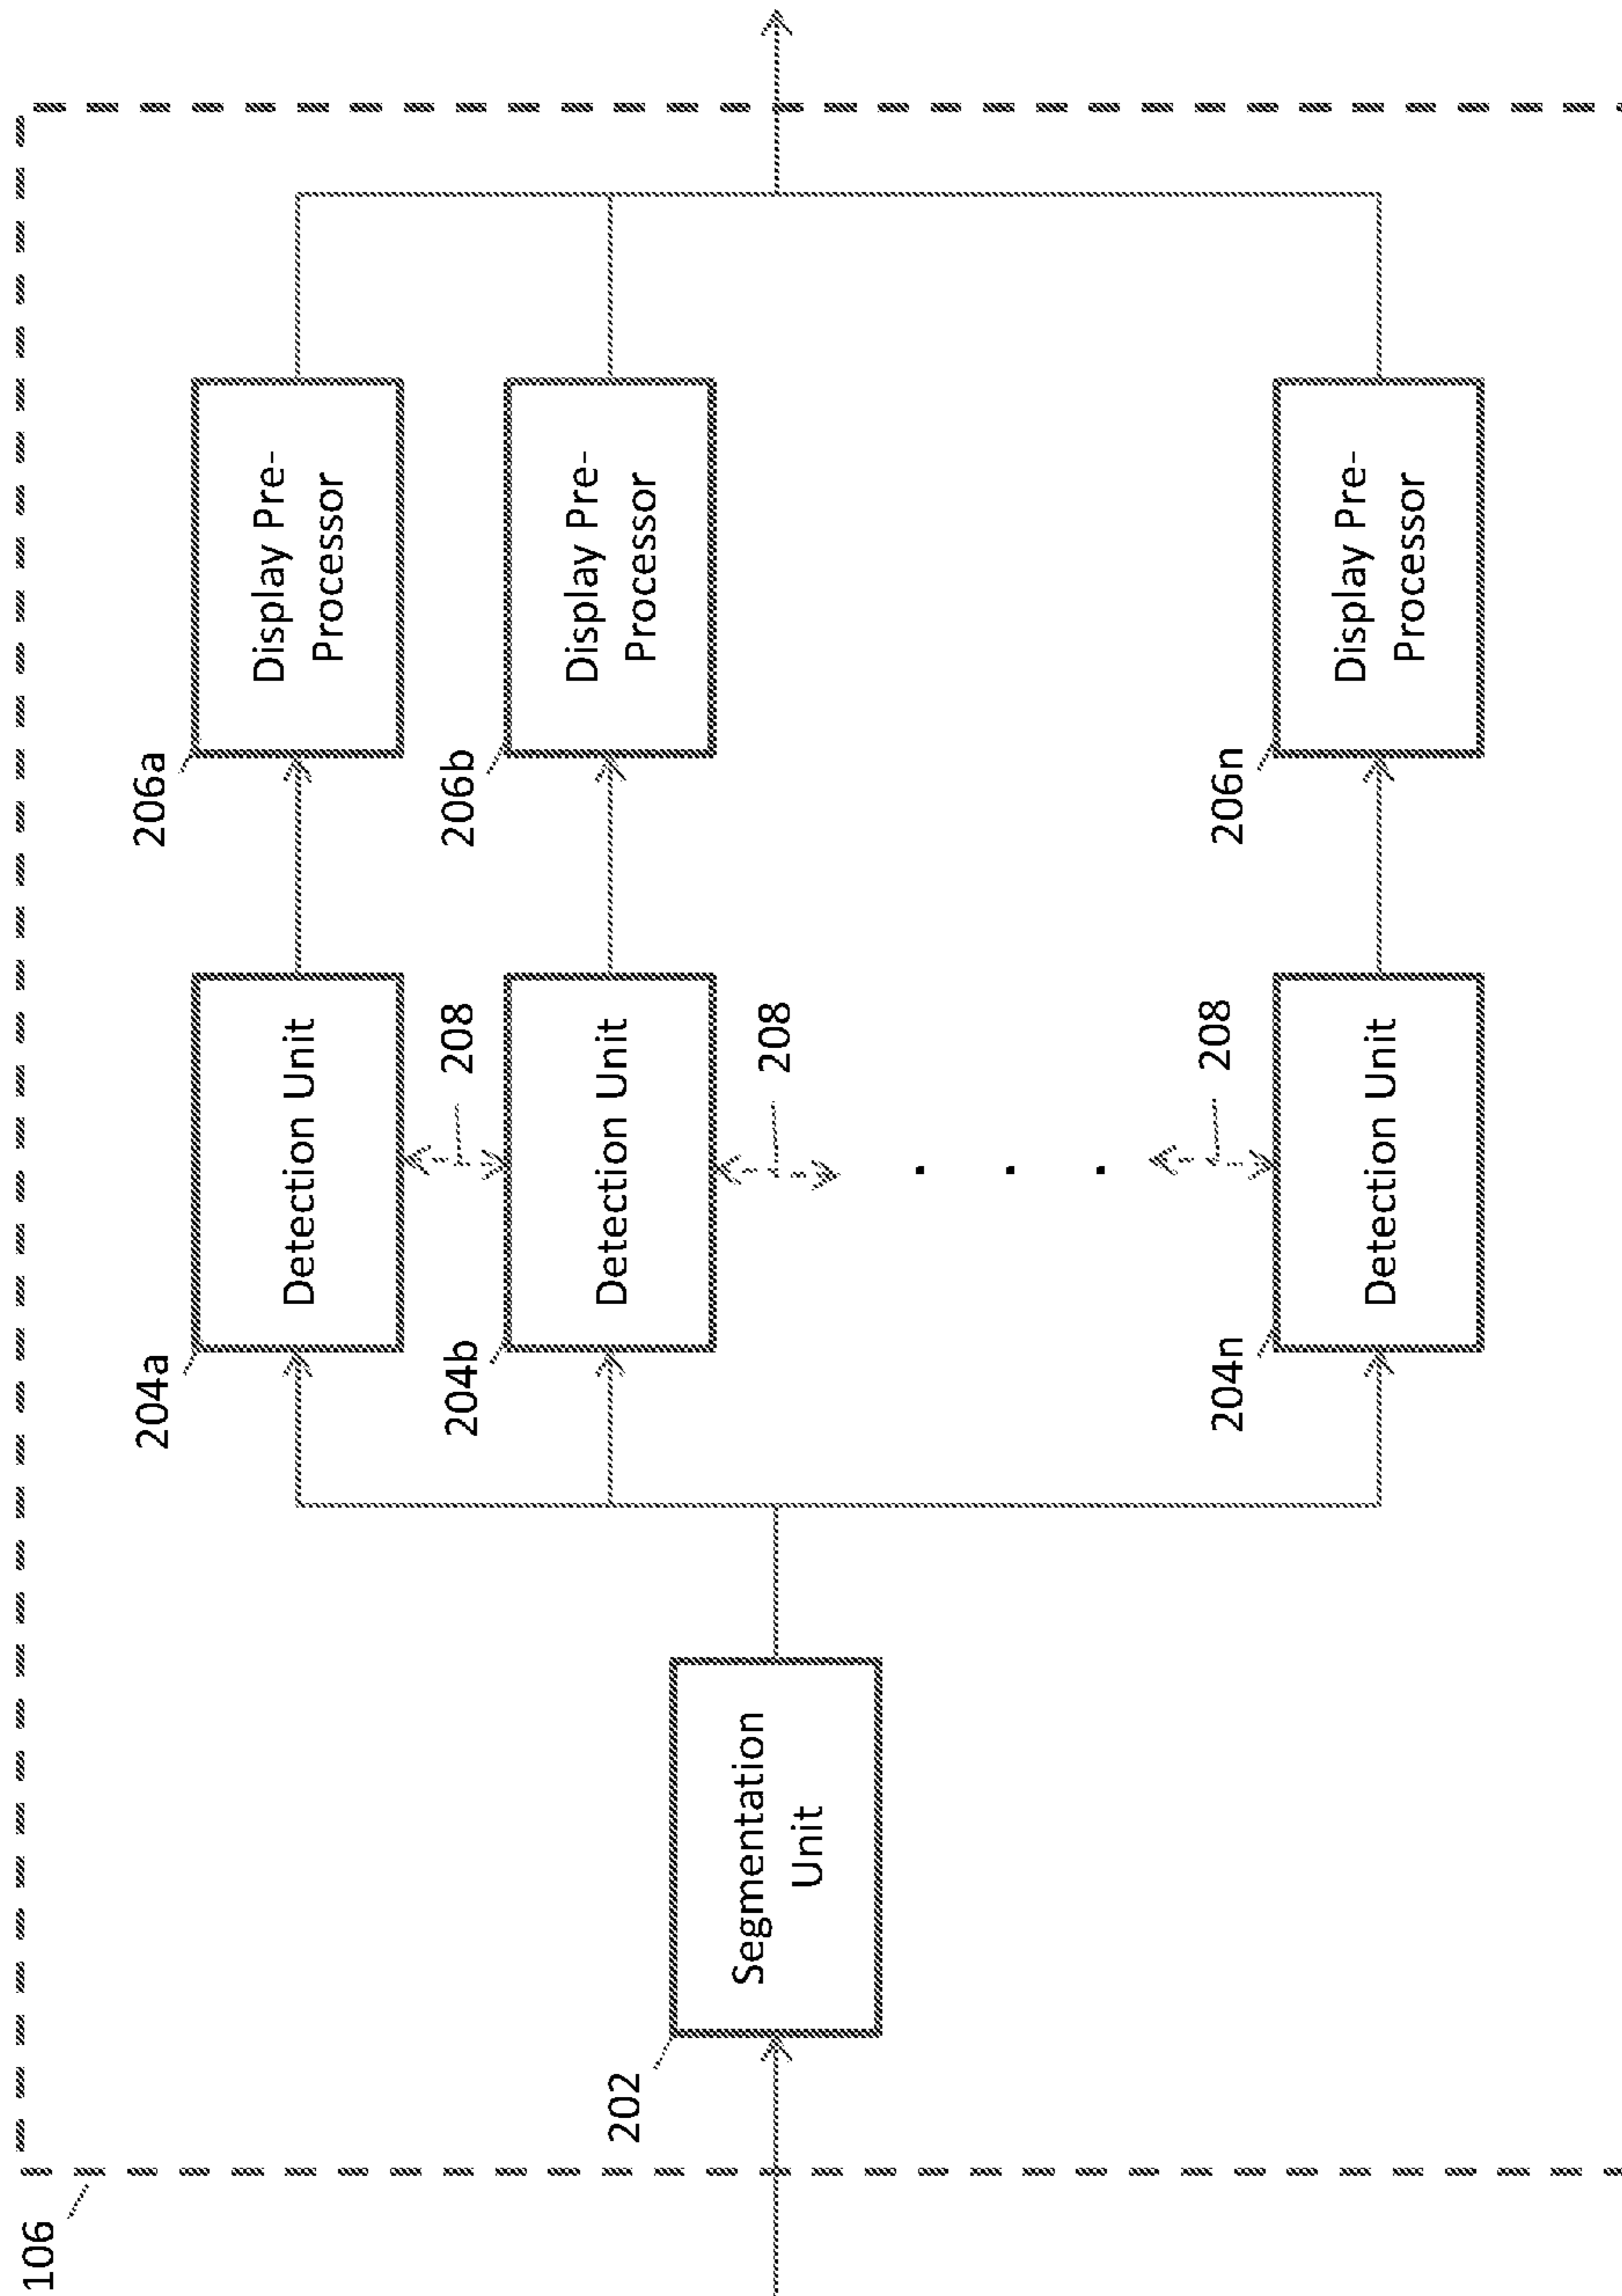 106
202
Segmentation
Unit
204a
Detection Unit
206a
Display Pre-
Processor
208
204b
Detection Unit
206b
Display Pre-
Processor
208
. . .
208
204n
Detection Unit
206n
Display Pre-
Processor